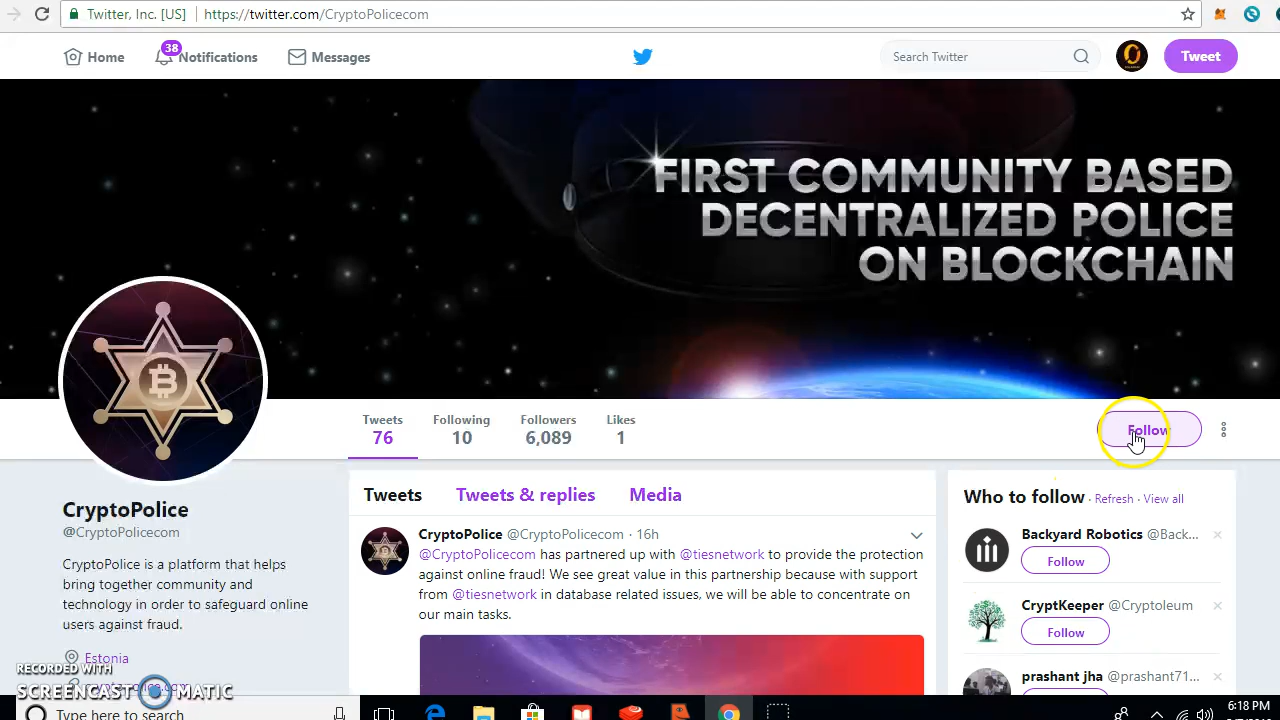 Twitter, Inc. [US] https://twitter.com/CryptoPolicecom
Home 38 Notifications Messages Search Twitter Tweet
FIRST COMMUNITY BASED
DECENTRALIZED POLICE
ON BLOCKCHAIN
Tweets Following Followers Likes
76 10 6,089 1
Follow
CryptoPolice
@CryptoPolicecom
CryptoPolice is a platform that helps
bring together community and
technology in order to safeguard online
users against fraud.
Estonia
Tweets Tweets & replies Media
CryptoPolice @CryptoPolicecom · 16h
@CryptoPolicecom has partnered up with @tiesnetwork to provide the protection
against online fraud! We see great value in this partnership because with support
from @tiesnetwork in database related issues, we will be able to concentrate on
our main tasks.
Who to follow · Refresh · View all
Backyard Robotics @Back...
Follow
CryptKeeper @Cryptoleum
Follow
prashant jha @prashant71...
RECORDED WITH
SCREENCAST MATIC
Type here to search
6:18 PM